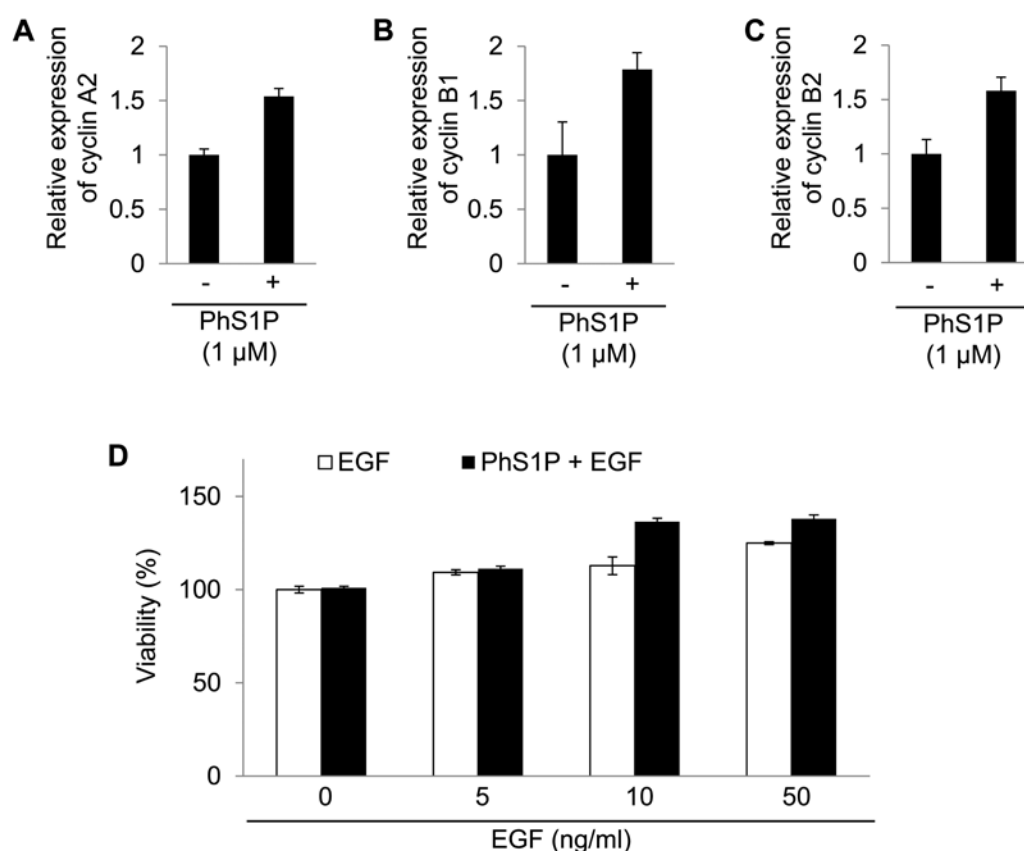 A
Relative expression
of cyclin A2
2
1.5
1
0.5
0
- +
PhS1P
(1 µM)
B
Relative expression
of cyclin B1
2
1.5
1
0.5
0
- +
PhS1P
(1 µM)
C
Relative expression
of cyclin B2
2
1.5
1
0.5
0
- +
PhS1P
(1 µM)
D
EGF PhS1P + EGF
Viability (%)
150
100
50
0
0 5 10 50
EGF (ng/ml)